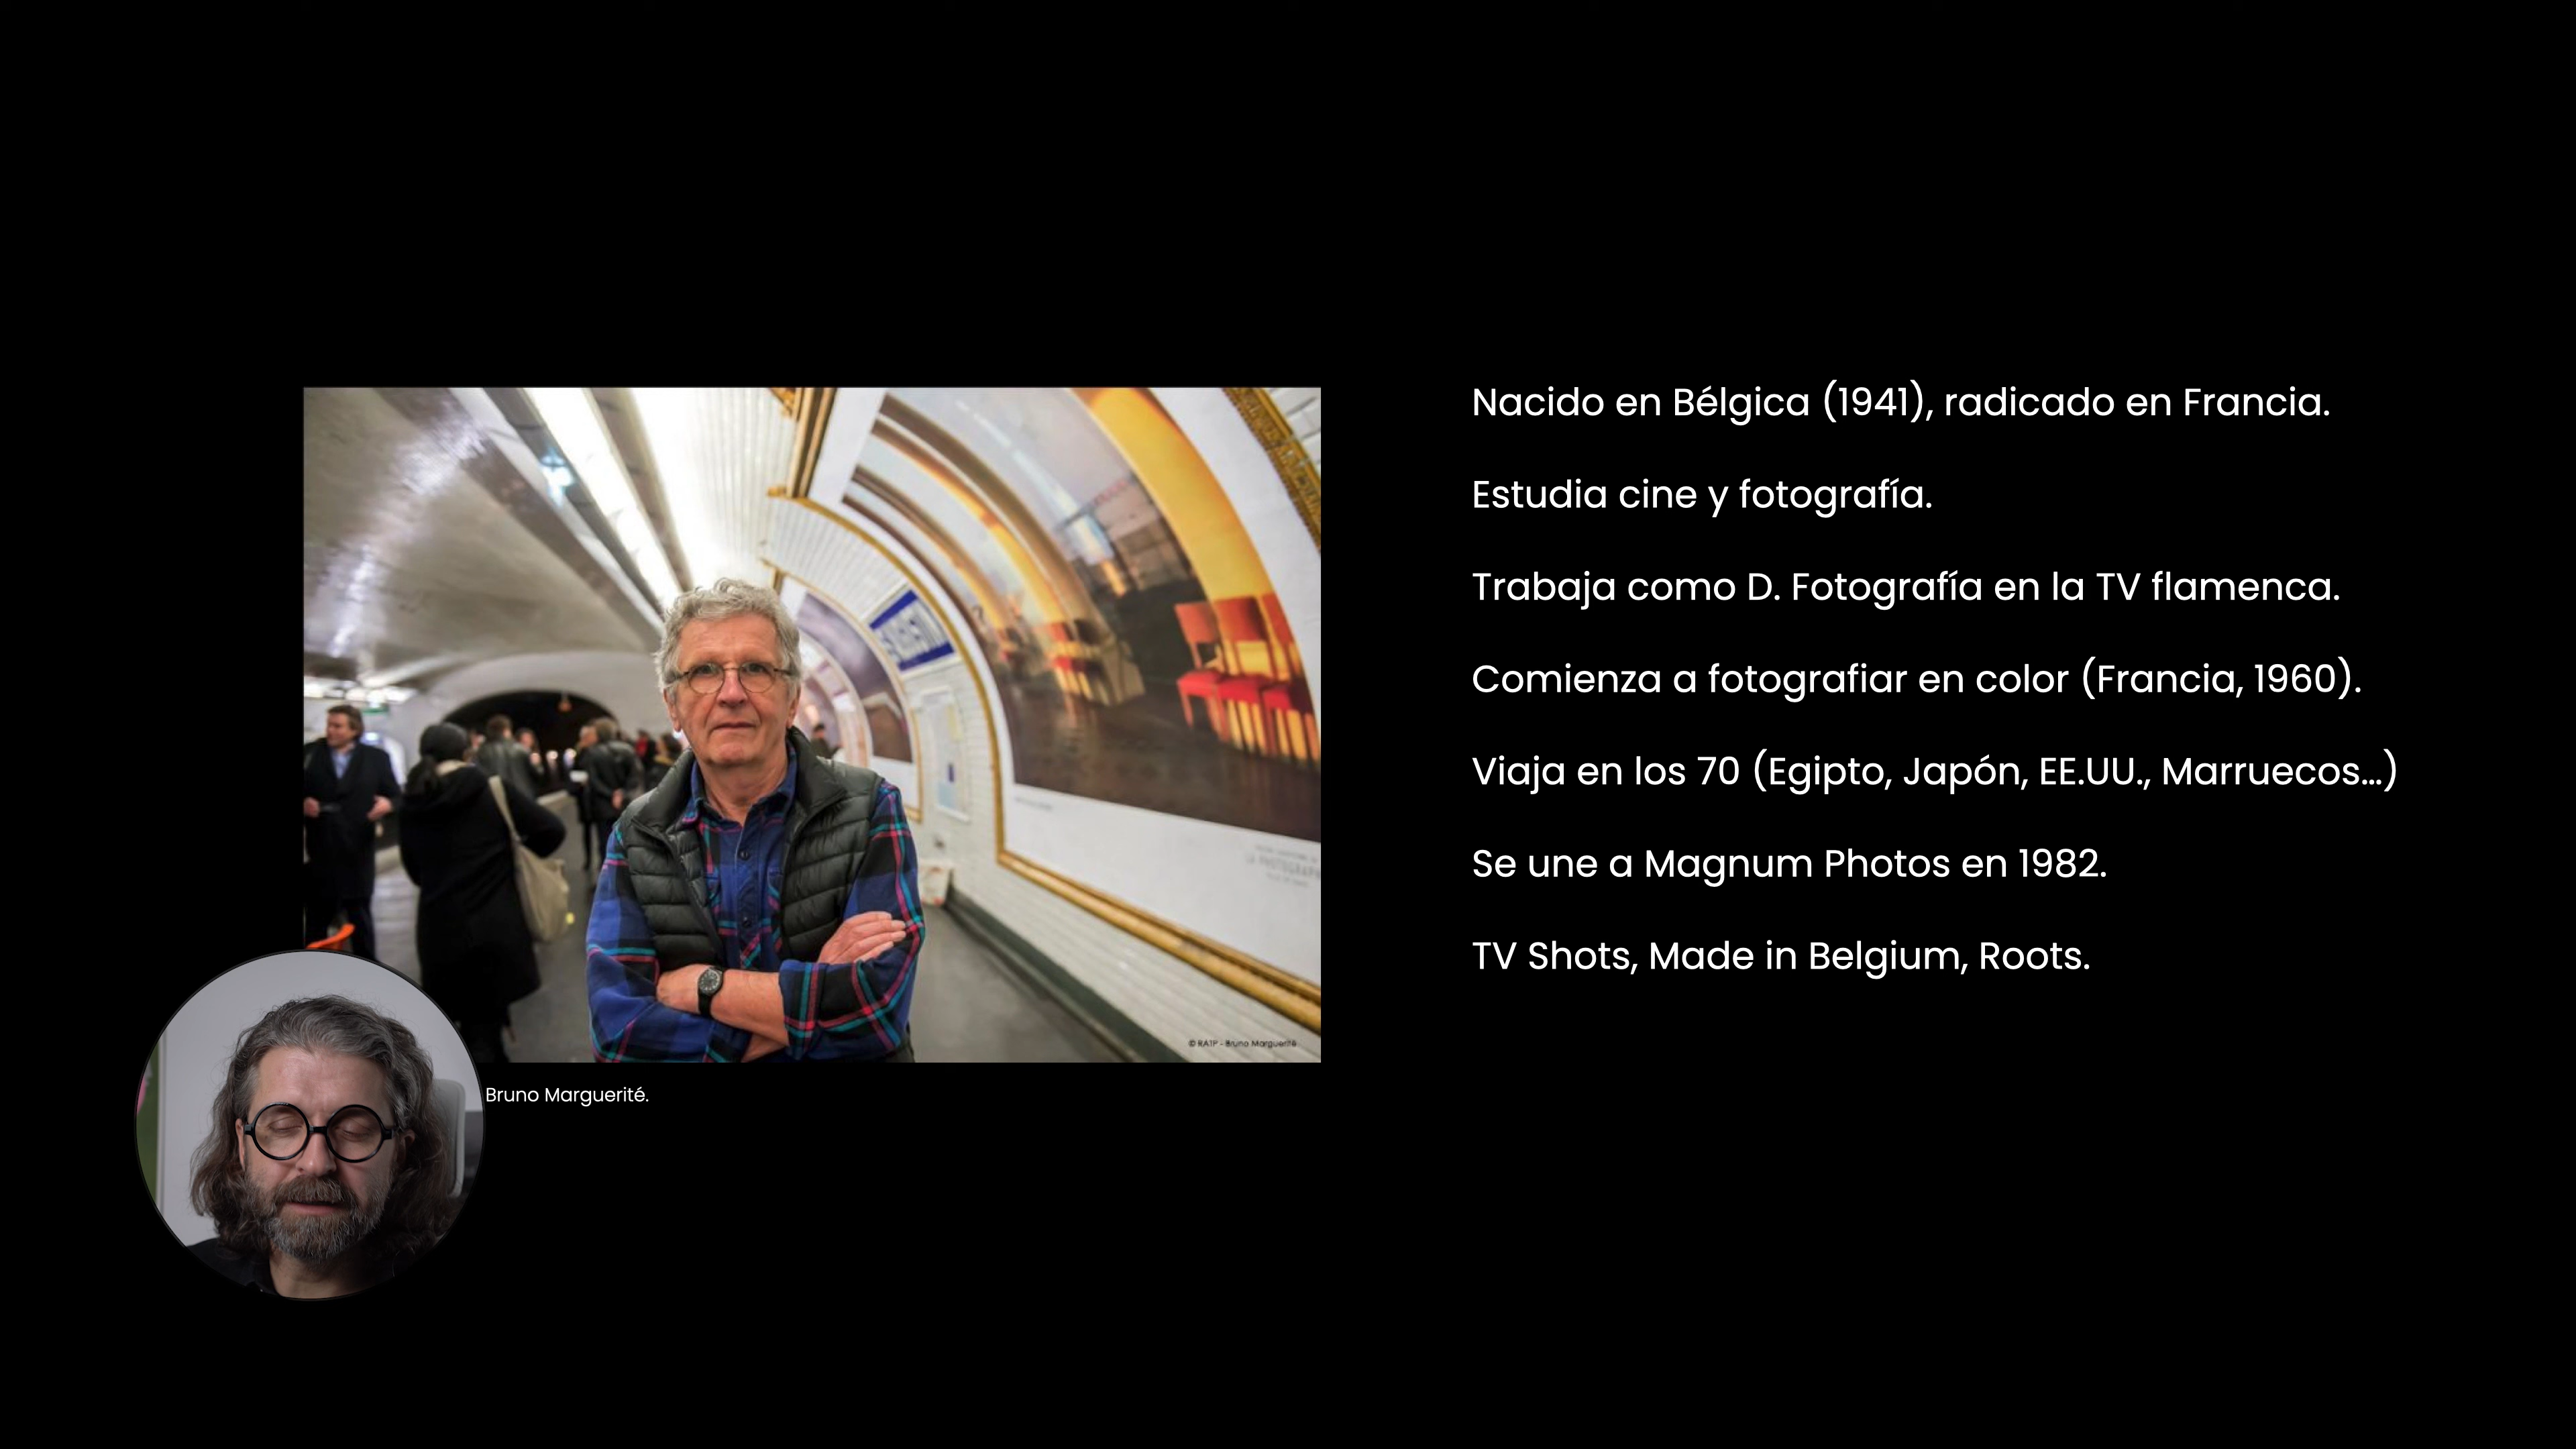 Nacido en Bélgica (1941), radicado en Francia.
Estudia cine y fotografía.
Trabaja como D. Fotografía en la TV flamenca.
Comienza a fotografiar en color (Francia, 1960).
Viaja en los 70 (Egipto, Japón, EE.UU., Marruecos...)
Se une a Magnum Photos en 1982.
TV Shots, Made in Belgium, Roots.
© RATP - Bruno Marguerité
Bruno Marguerité.